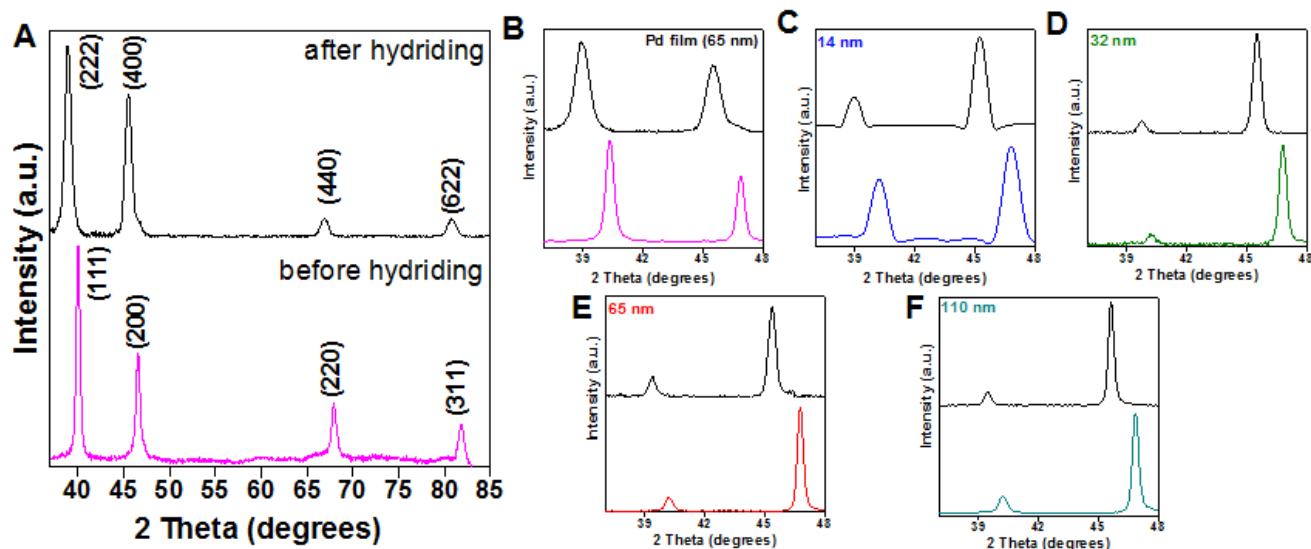 A
after hydriding
(222)
(400)
(440)
(622)
before hydriding
(111)
(200)
(220)
(311)
Intensity (a.u.)
40 45 50 55 60 65 70 75 80 85
2 Theta (degrees)
B
Pd film (65 nm)
Intensity (a.u.)
39 42 45 48
2 Theta (degrees)
C
14 nm
Intensity (a.u.)
39 42 45 48
2 Theta (degrees)
D
32 nm
Intensity (a.u.)
39 42 45 48
2 Theta (degrees)
E
65 nm
Intensity (a.u.)
39 42 45 48
2 Theta (degrees)
F
110 nm
Intensity (a.u.)
39 42 45 48
2 Theta (degrees)